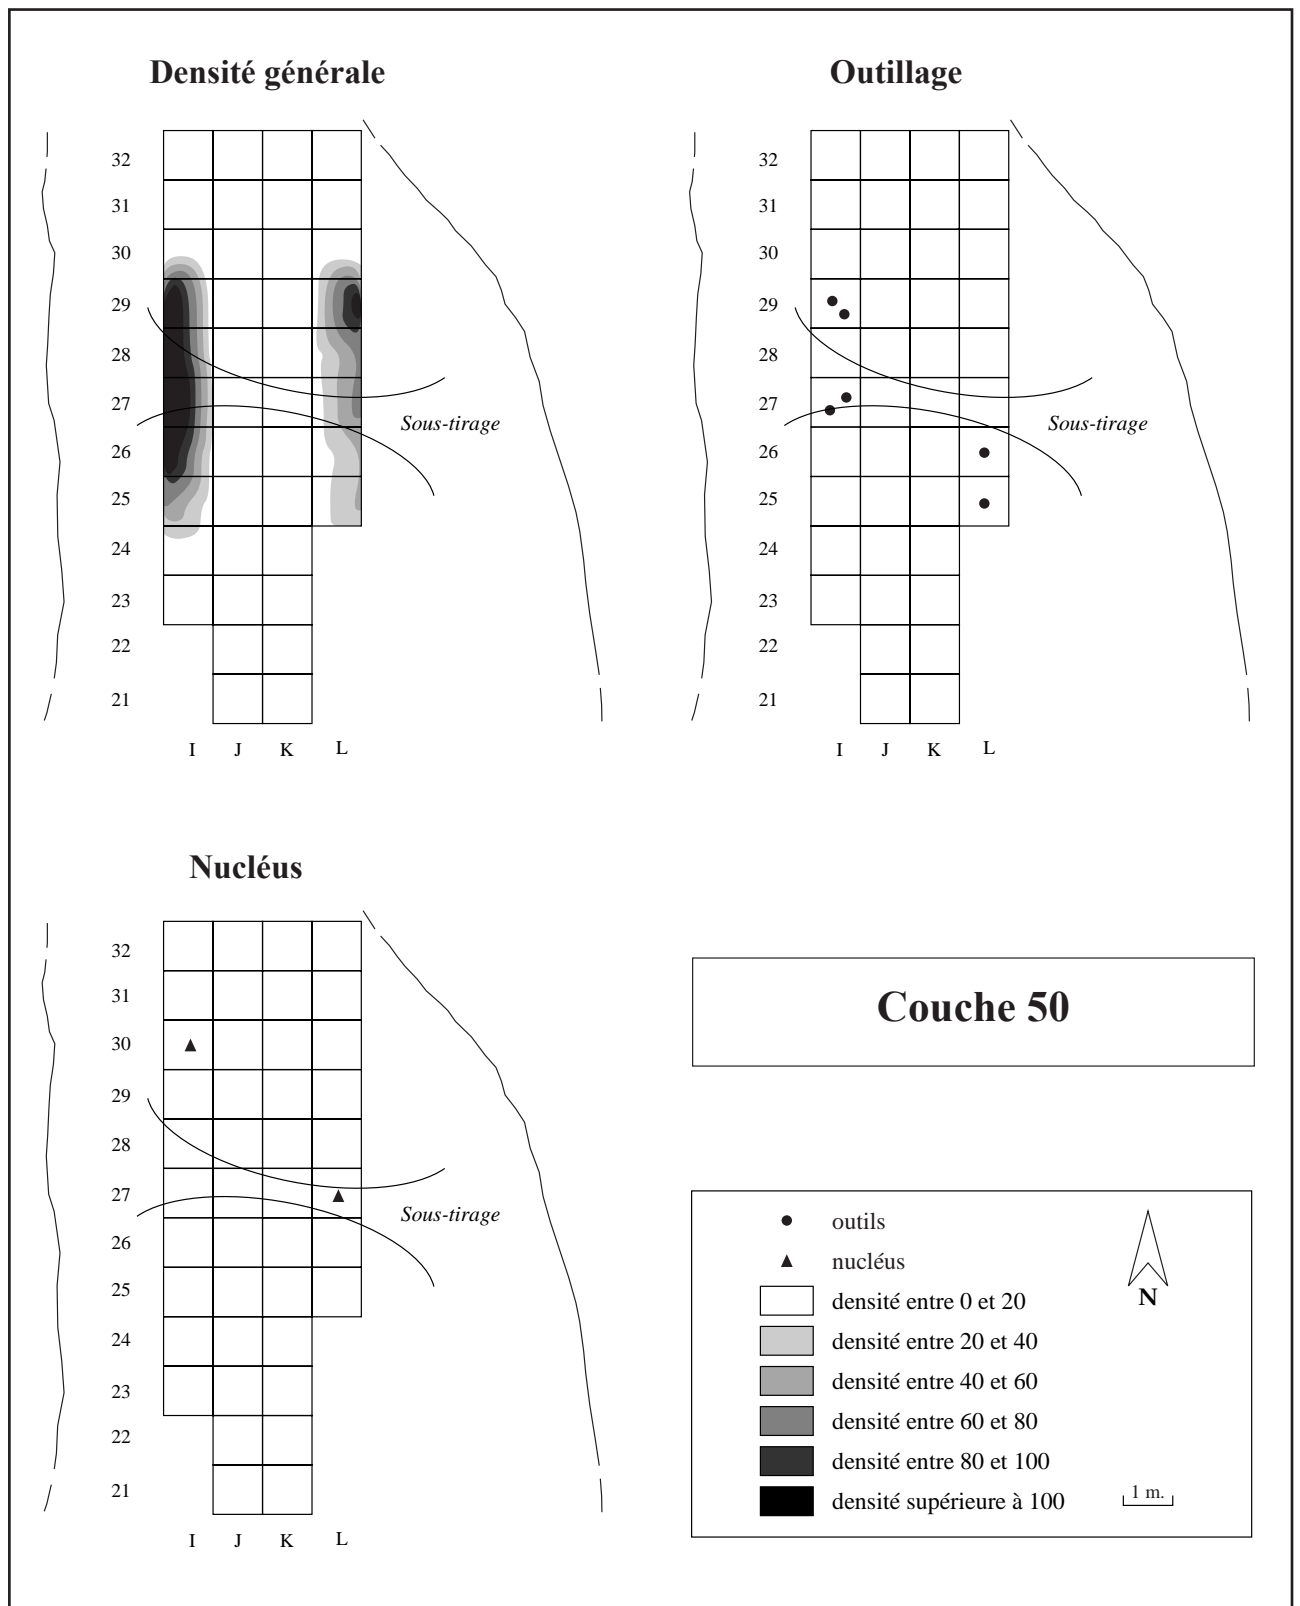 Densité générale
32
31
30
29
28
27
26
25
24
23
22
21
I J K L
Sous-tirage
Outillage
32
31
30
29
28
27
26
25
24
23
22
21
I J K L
Sous-tirage
Nucléus
32
31
30
29
28
27
26
25
24
23
22
21
I J K L
Sous-tirage
Couche 50
outils
nucléus
densité entre 0 et 20
densité entre 20 et 40
densité entre 40 et 60
densité entre 60 et 80
densité entre 80 et 100
densité supérieure à 100
N
1 m.